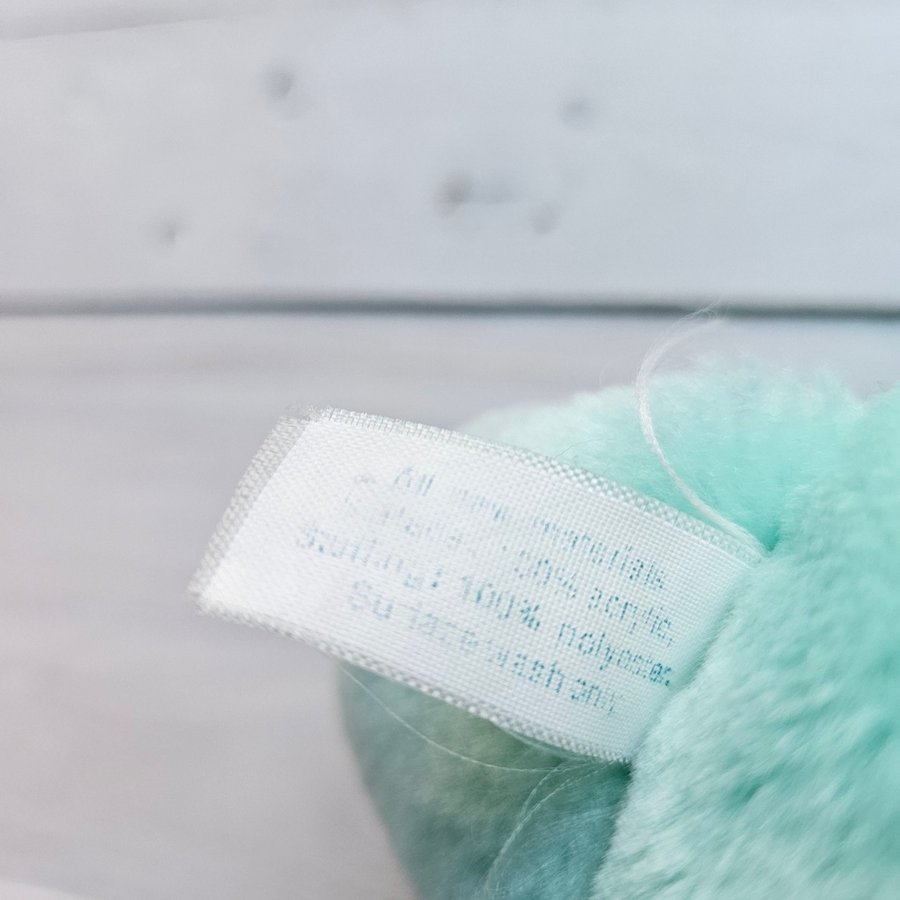 All new materials
100% acrylic.
Stuffing: 100% polyester.
Surface wash only